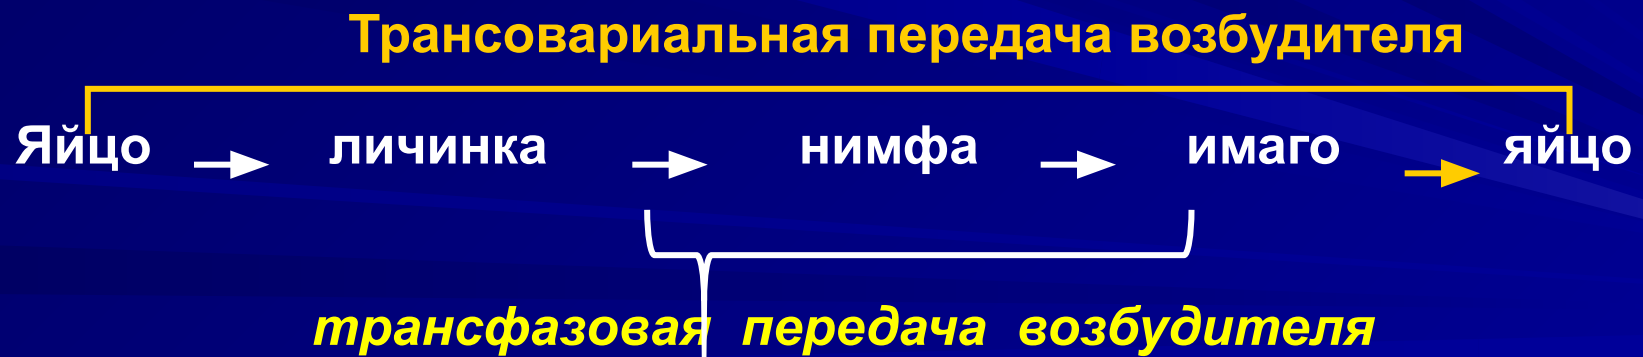 Трансовариальная передача возбудителя
Яйцо личинка нимфа имаго яйцо
трансфазовая передача возбудителя